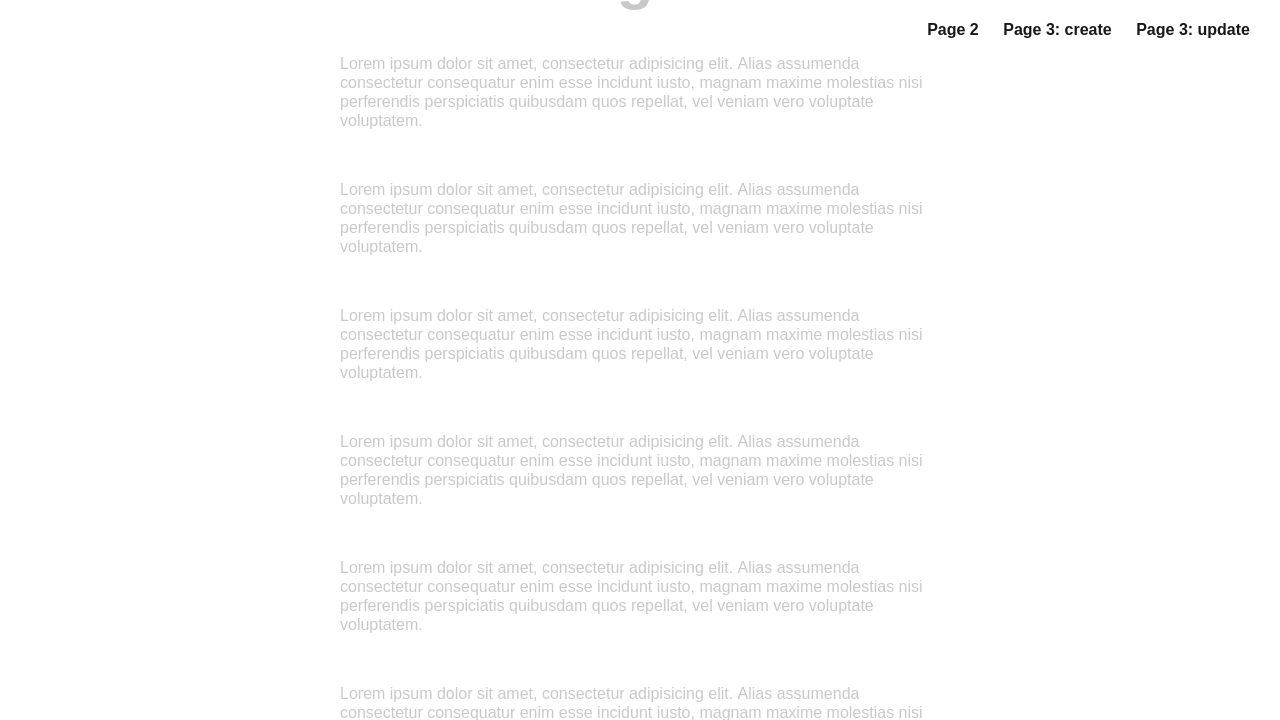 Page 2 Page 3: create Page 3: update
Lorem ipsum dolor sit amet, consectetur adipisicing elit. Alias assumenda
consectetur consequatur enim esse incidunt iusto, magnam maxime molestias nisi
perferendis perspiciatis quibusdam quos repellat, vel veniam vero voluptate
voluptatem.
Lorem ipsum dolor sit amet, consectetur adipisicing elit. Alias assumenda
consectetur consequatur enim esse incidunt iusto, magnam maxime molestias nisi
perferendis perspiciatis quibusdam quos repellat, vel veniam vero voluptate
voluptatem.
Lorem ipsum dolor sit amet, consectetur adipisicing elit. Alias assumenda
consectetur consequatur enim esse incidunt iusto, magnam maxime molestias nisi
perferendis perspiciatis quibusdam quos repellat, vel veniam vero voluptate
voluptatem.
Lorem ipsum dolor sit amet, consectetur adipisicing elit. Alias assumenda
consectetur consequatur enim esse incidunt iusto, magnam maxime molestias nisi
perferendis perspiciatis quibusdam quos repellat, vel veniam vero voluptate
voluptatem.
Lorem ipsum dolor sit amet, consectetur adipisicing elit. Alias assumenda
consectetur consequatur enim esse incidunt iusto, magnam maxime molestias nisi
perferendis perspiciatis quibusdam quos repellat, vel veniam vero voluptate
voluptatem.
Lorem ipsum dolor sit amet, consectetur adipisicing elit. Alias assumenda
consectetur consequatur enim esse incidunt iusto, magnam maxime molestias nisi